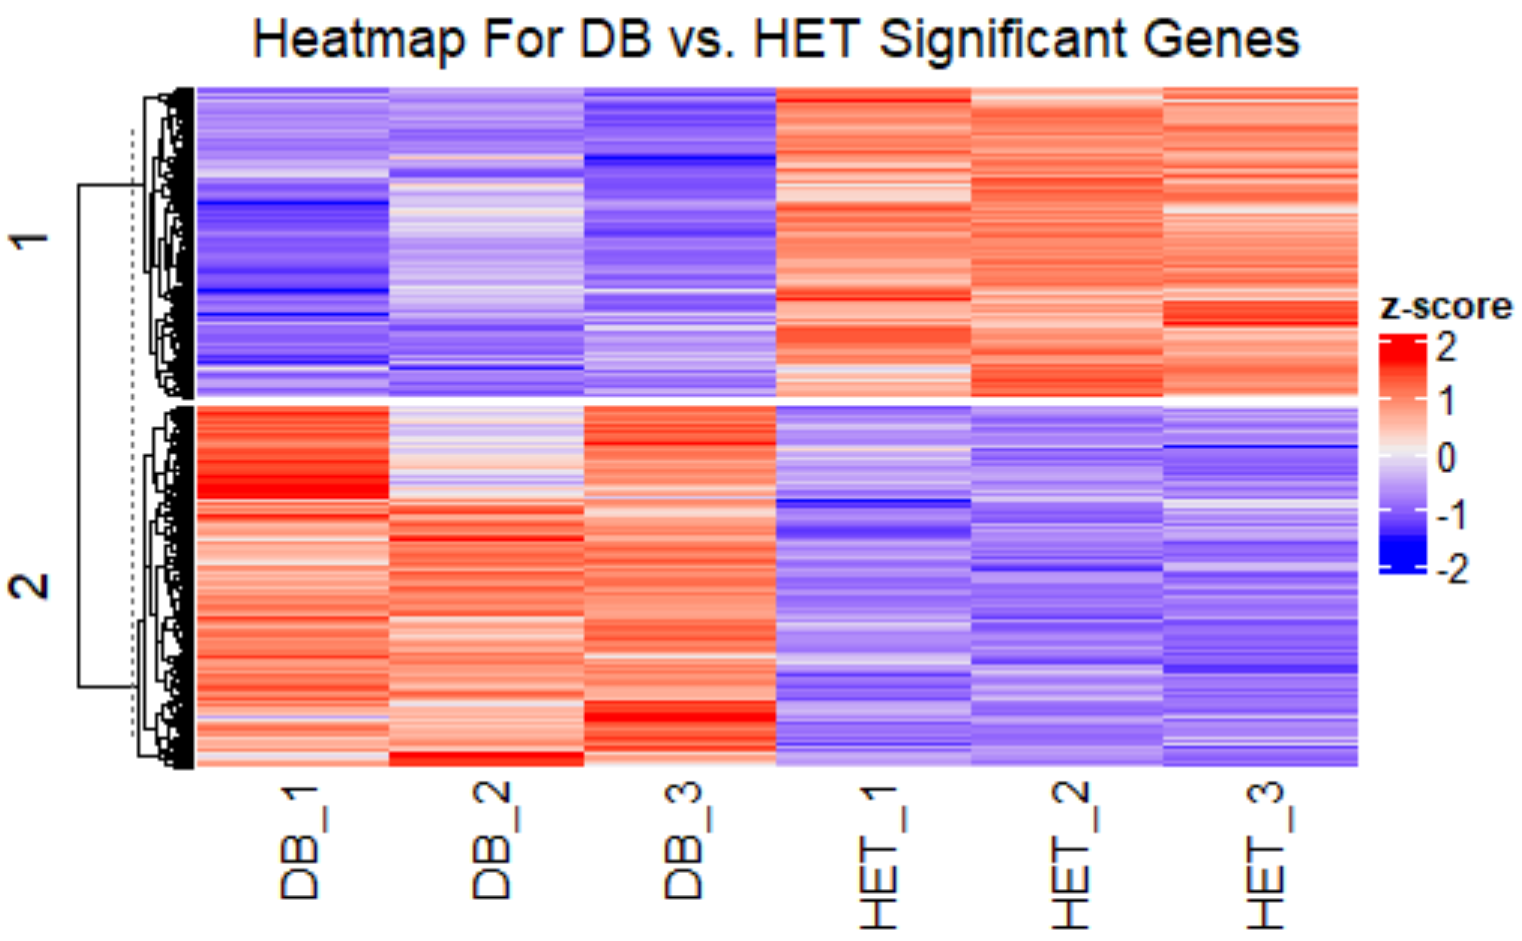 Heatmap For DB vs. HET Significant Genes
1
2
z-score
2
1
0
-1
-2
DB_1
DB_2
DB_3
HET_1
HET_2
HET_3